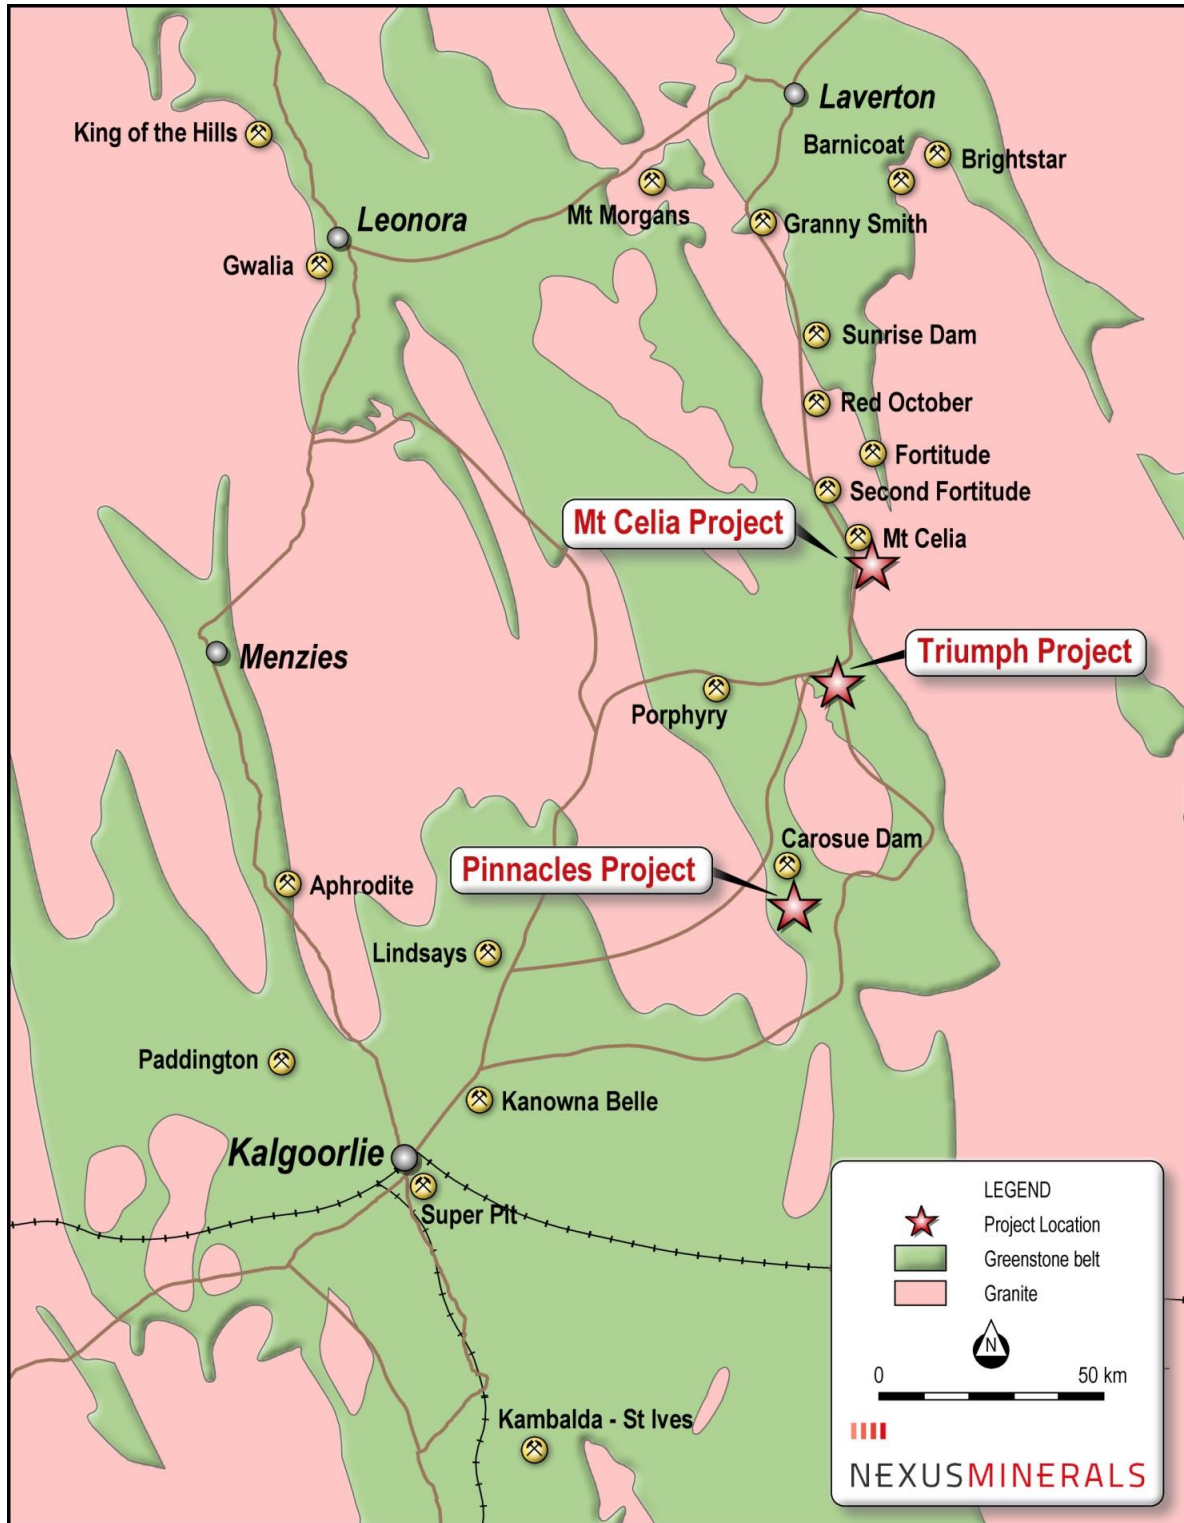 Laverton
King of the Hills
Barnicoat
Brightstar
Leonora
Mt Morgans
Granny Smith
Gwalia
Sunrise Dam
Red October
Fortitude
Second Fortitude
Mt Celia Project
Mt Celia
Triumph Project
Menzies
Porphyry
Carosue Dam
Pinnacles Project
Aphrodite
Lindsays
Paddington
Kanowna Belle
Kalgoorlie
Super Pit
Kambalda - St Ives
LEGEND
Project Location
Greenstone belt
Granite
N
0 50 km
NEXUSMINERALS